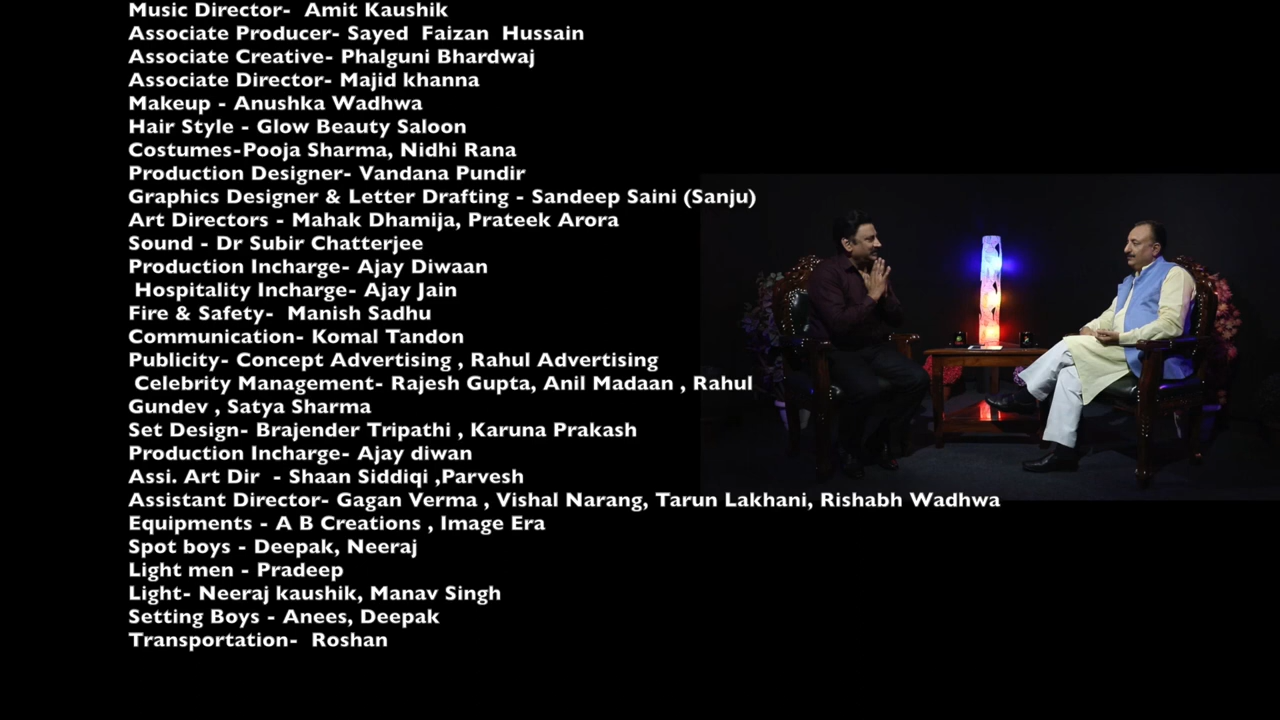 Music Director-  Amit Kaushik
Associate Producer- Sayed  Faizan  Hussain
Associate Creative- Phalguni Bhardwaj
Associate Director- Majid khanna
Makeup - Anushka Wadhwa
Hair Style - Glow Beauty Saloon
Costumes-Pooja Sharma, Nidhi Rana
Production Designer- Vandana Pundir
Graphics Designer & Letter Drafting - Sandeep Saini (Sanju)
Art Directors - Mahak Dhamija, Prateek Arora
Sound - Dr Subir Chatterjee
Production Incharge- Ajay Diwaan
Hospitality Incharge- Ajay Jain
Fire & Safety-  Manish Sadhu
Communication- Komal Tandon
Publicity- Concept Advertising , Rahul Advertising
Celebrity Management- Rajesh Gupta, Anil Madaan , Rahul
Gundev , Satya Sharma
Set Design- Brajender Tripathi , Karuna Prakash
Production Incharge- Ajay diwan
Assi. Art Dir  - Shaan Siddiqi ,Parvesh
Assistant Director- Gagan Verma , Vishal Narang, Tarun Lakhani, Rishabh Wadhwa
Equipments - A B Creations , Image Era
Spot boys - Deepak, Neeraj
Light men - Pradeep
Light- Neeraj kaushik, Manav Singh
Setting Boys - Anees, Deepak
Transportation-  Roshan